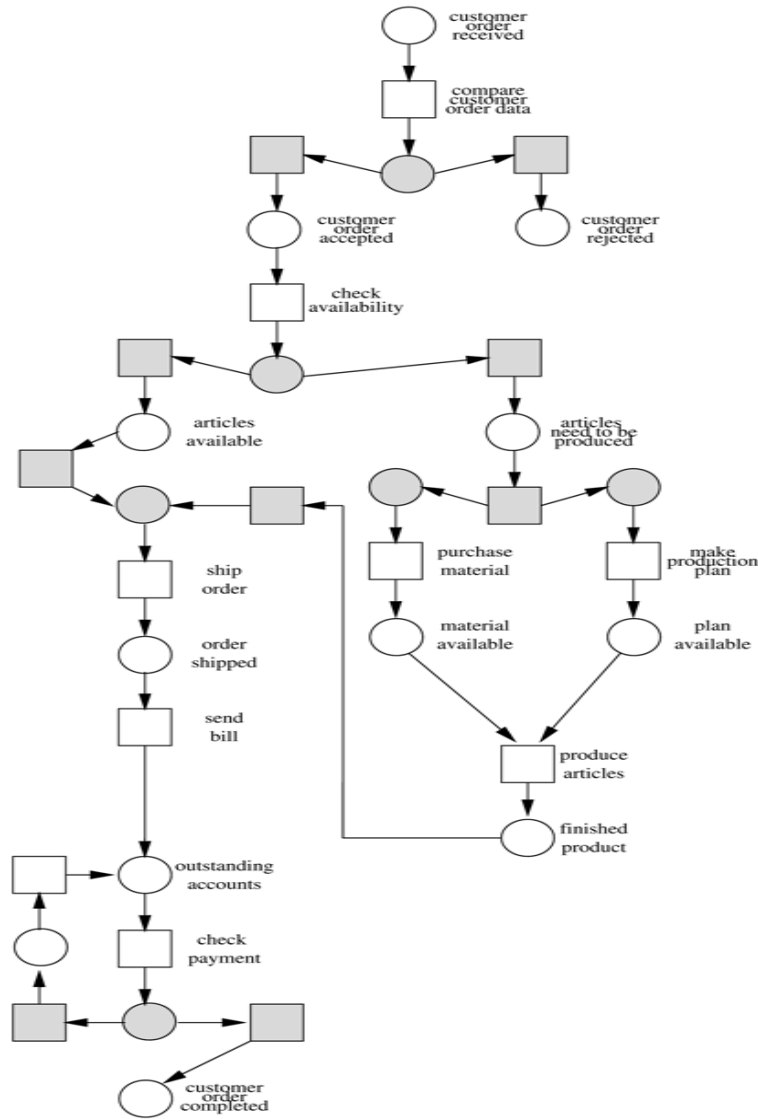 customer
order
received
compare
customer
order data
customer
order
accepted
customer
order
rejected
check
availability
articles
available
articles
need to be
produced
purchase
material
make
production
plan
ship
order
material
available
plan
available
order
shipped
send
bill
produce
articles
finished
product
outstanding
accounts
check
payment
customer
order
completed